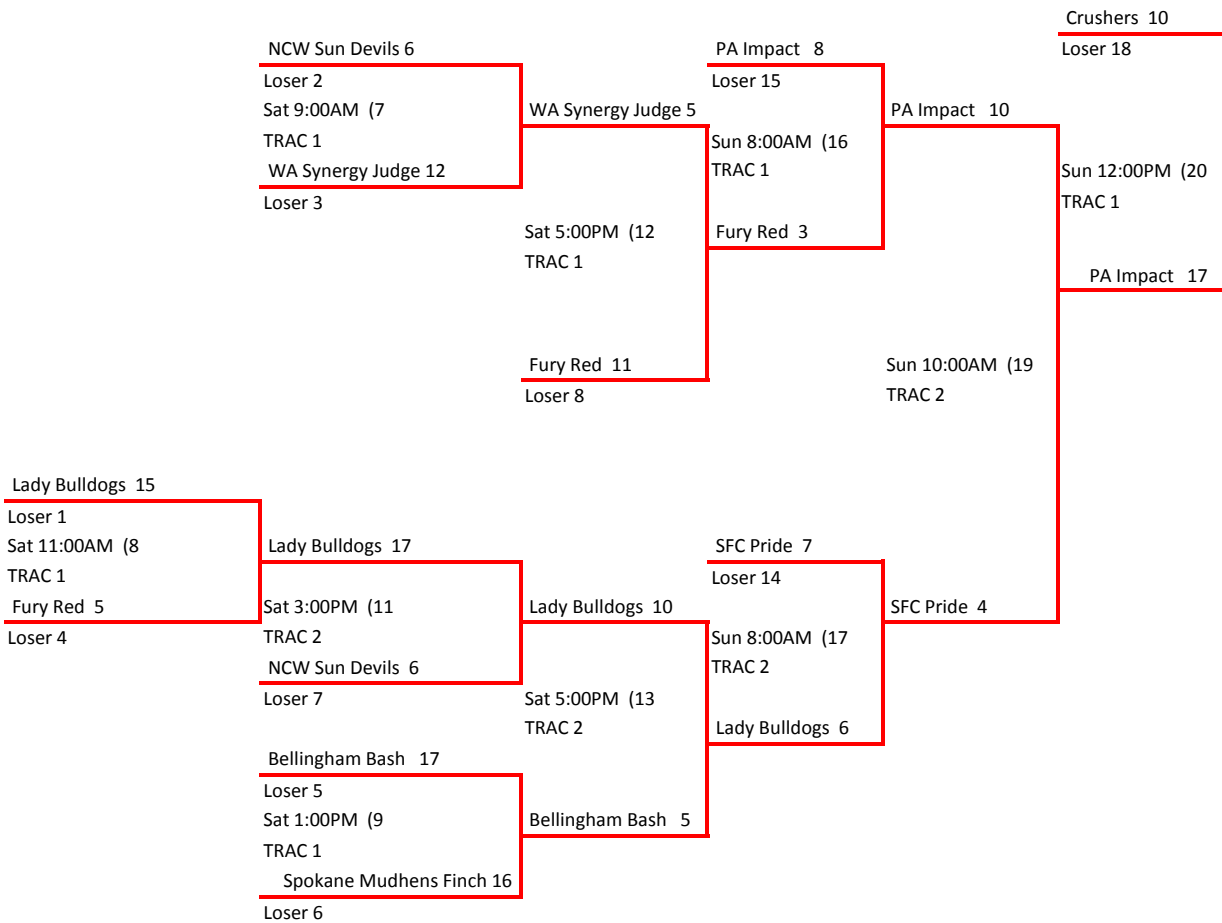 Crushers 10
Loser 18
NCW Sun Devils 6
Loser 2
Sat 9:00AM (7
TRAC 1
WA Synergy Judge 12
Loser 3
WA Synergy Judge 5
Sat 5:00PM (12
TRAC 1
Fury Red 11
Loser 8
PA Impact 8
Loser 15
Sun 8:00AM (16
TRAC 1
Fury Red 3
PA Impact 10
Sun 10:00AM (19
TRAC 2
Sun 12:00PM (20
TRAC 1
PA Impact 17
Lady Bulldogs 15
Loser 1
Sat 11:00AM (8
TRAC 1
Fury Red 5
Loser 4
Lady Bulldogs 17
Sat 3:00PM (11
TRAC 2
NCW Sun Devils 6
Loser 7
Bellingham Bash 17
Loser 5
Sat 1:00PM (9
TRAC 1
Spokane Mudhens Finch 16
Loser 6
Lady Bulldogs 10
Sat 5:00PM (13
TRAC 2
Bellingham Bash 5
SFC Pride 7
Loser 14
Sun 8:00AM (17
TRAC 2
Lady Bulldogs 6
SFC Pride 4